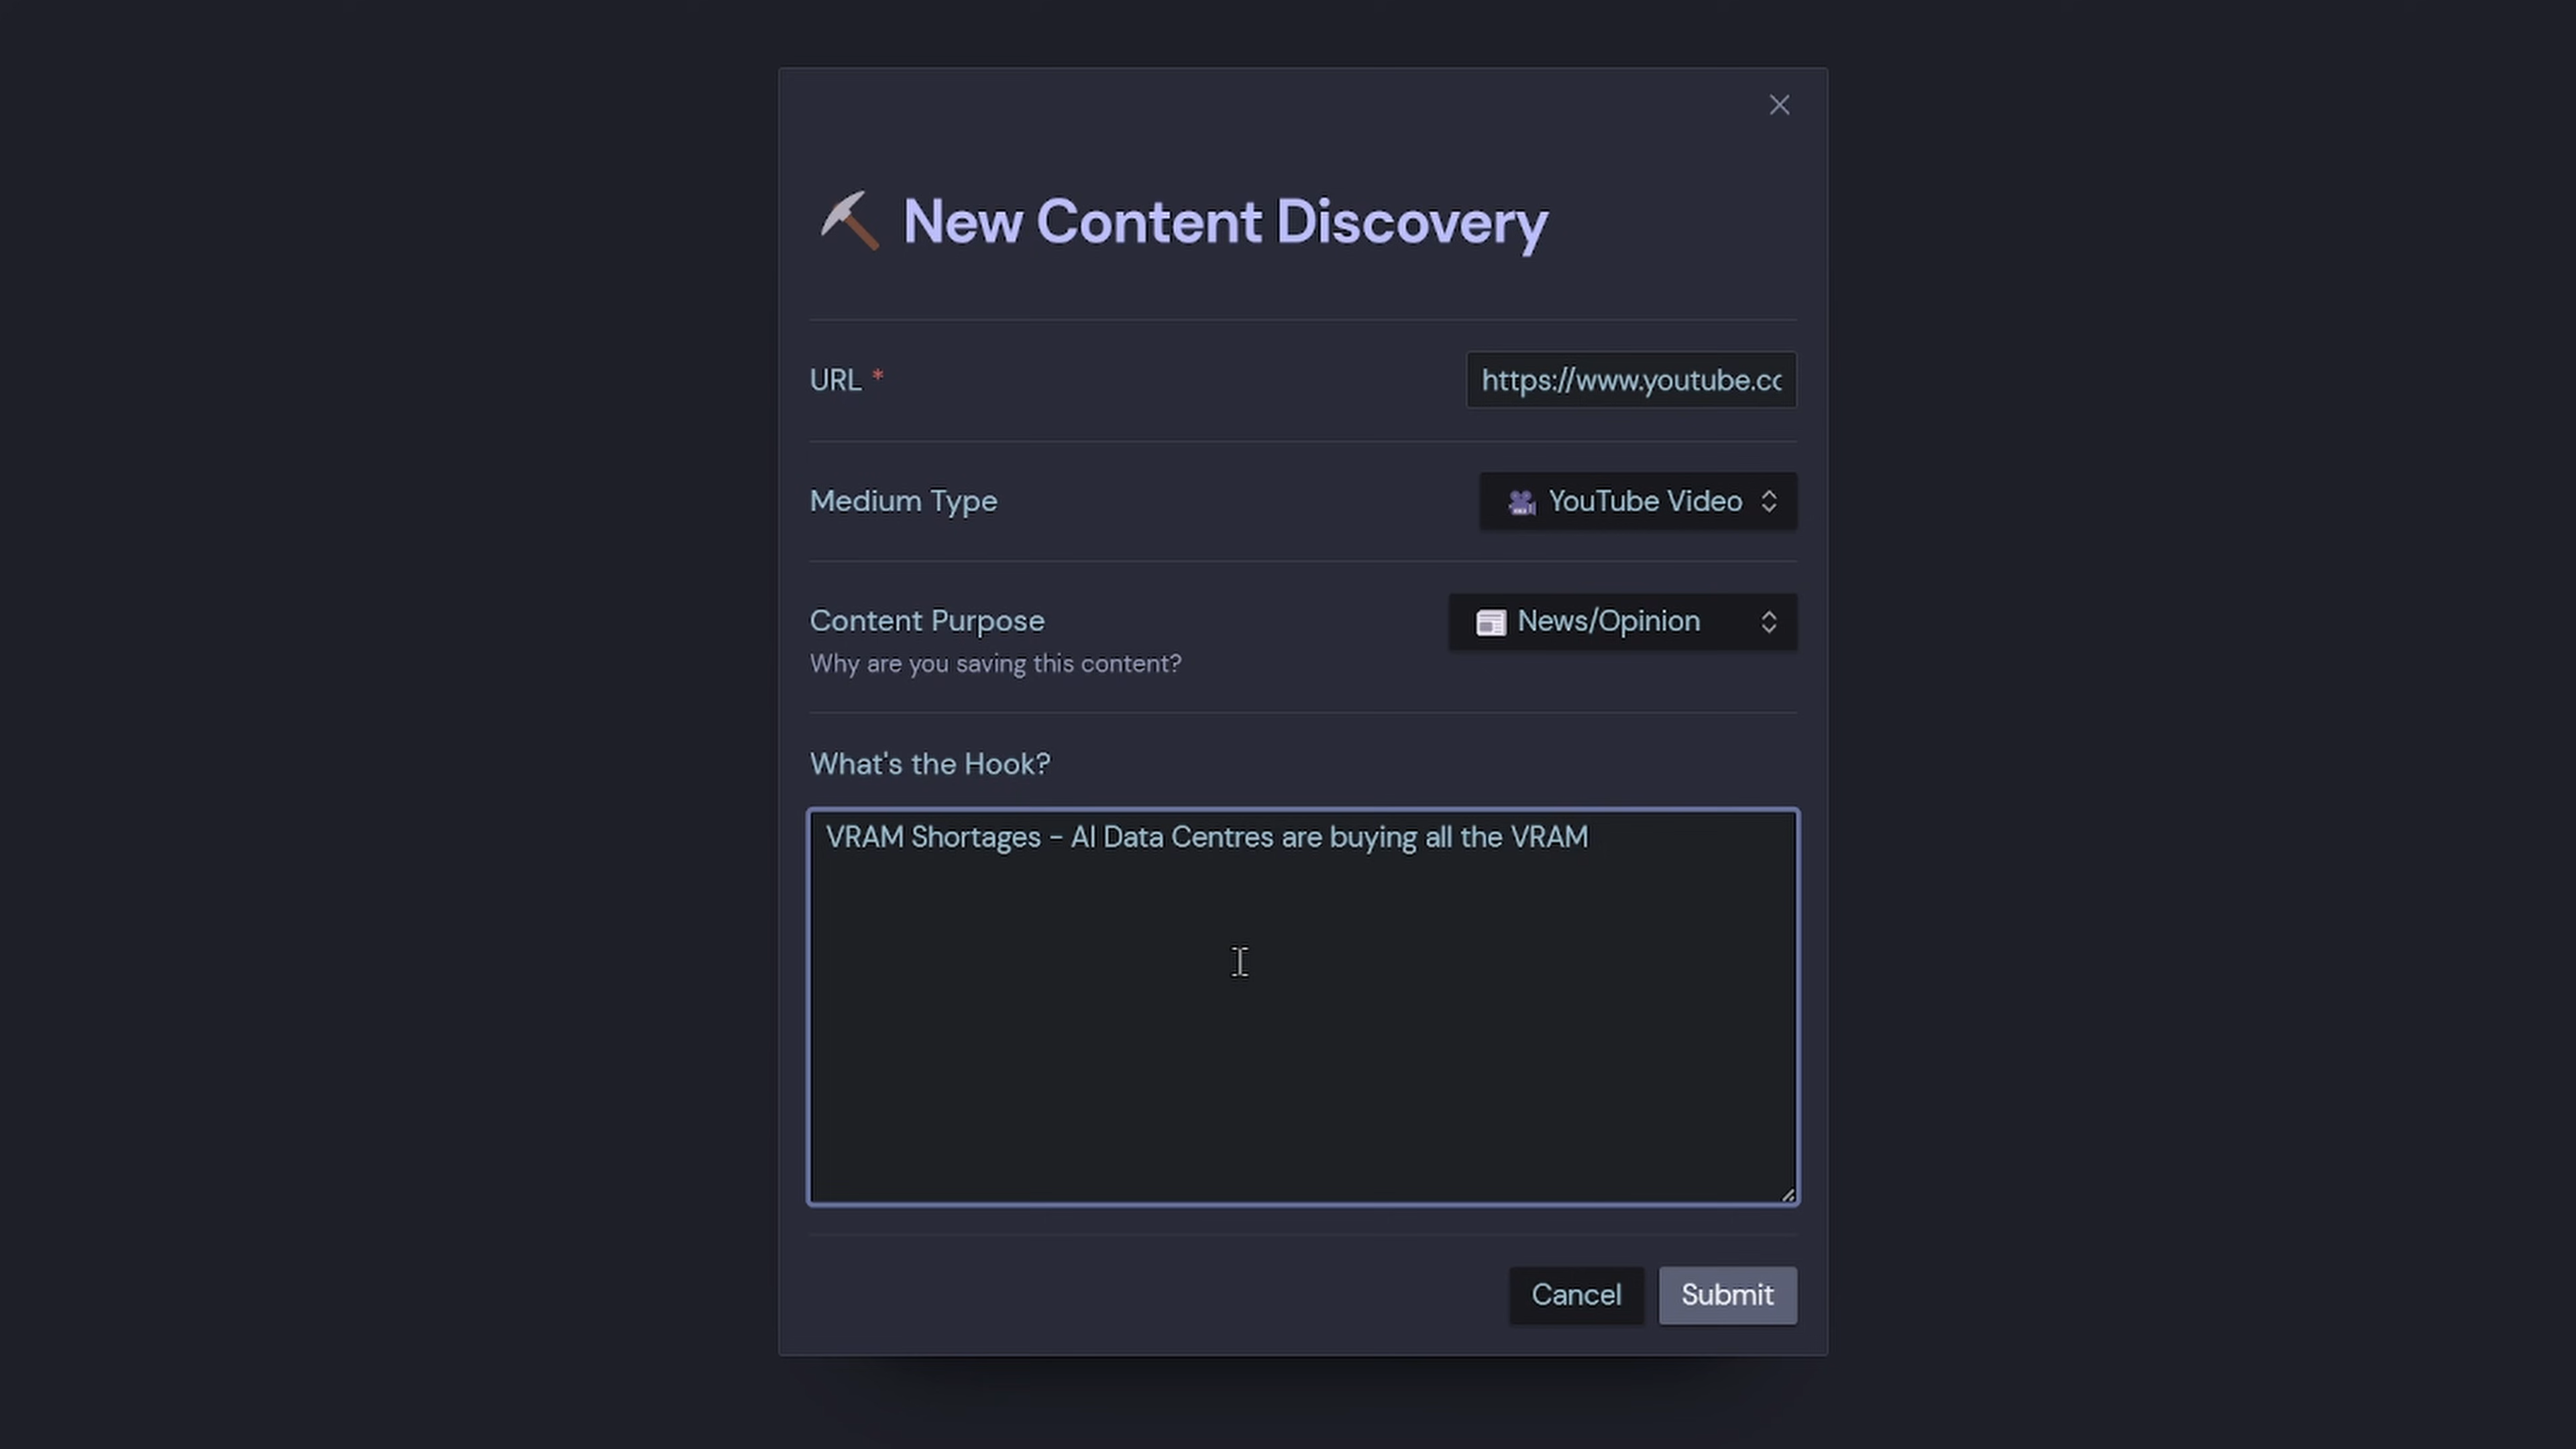 New Content Discovery
URL *
https://www.youtube.cc
Medium Type
YouTube Video
Content Purpose
News/Opinion
Why are you saving this content?
What's the Hook?
VRAM Shortages - AI Data Centres are buying all the VRAM
Cancel
Submit